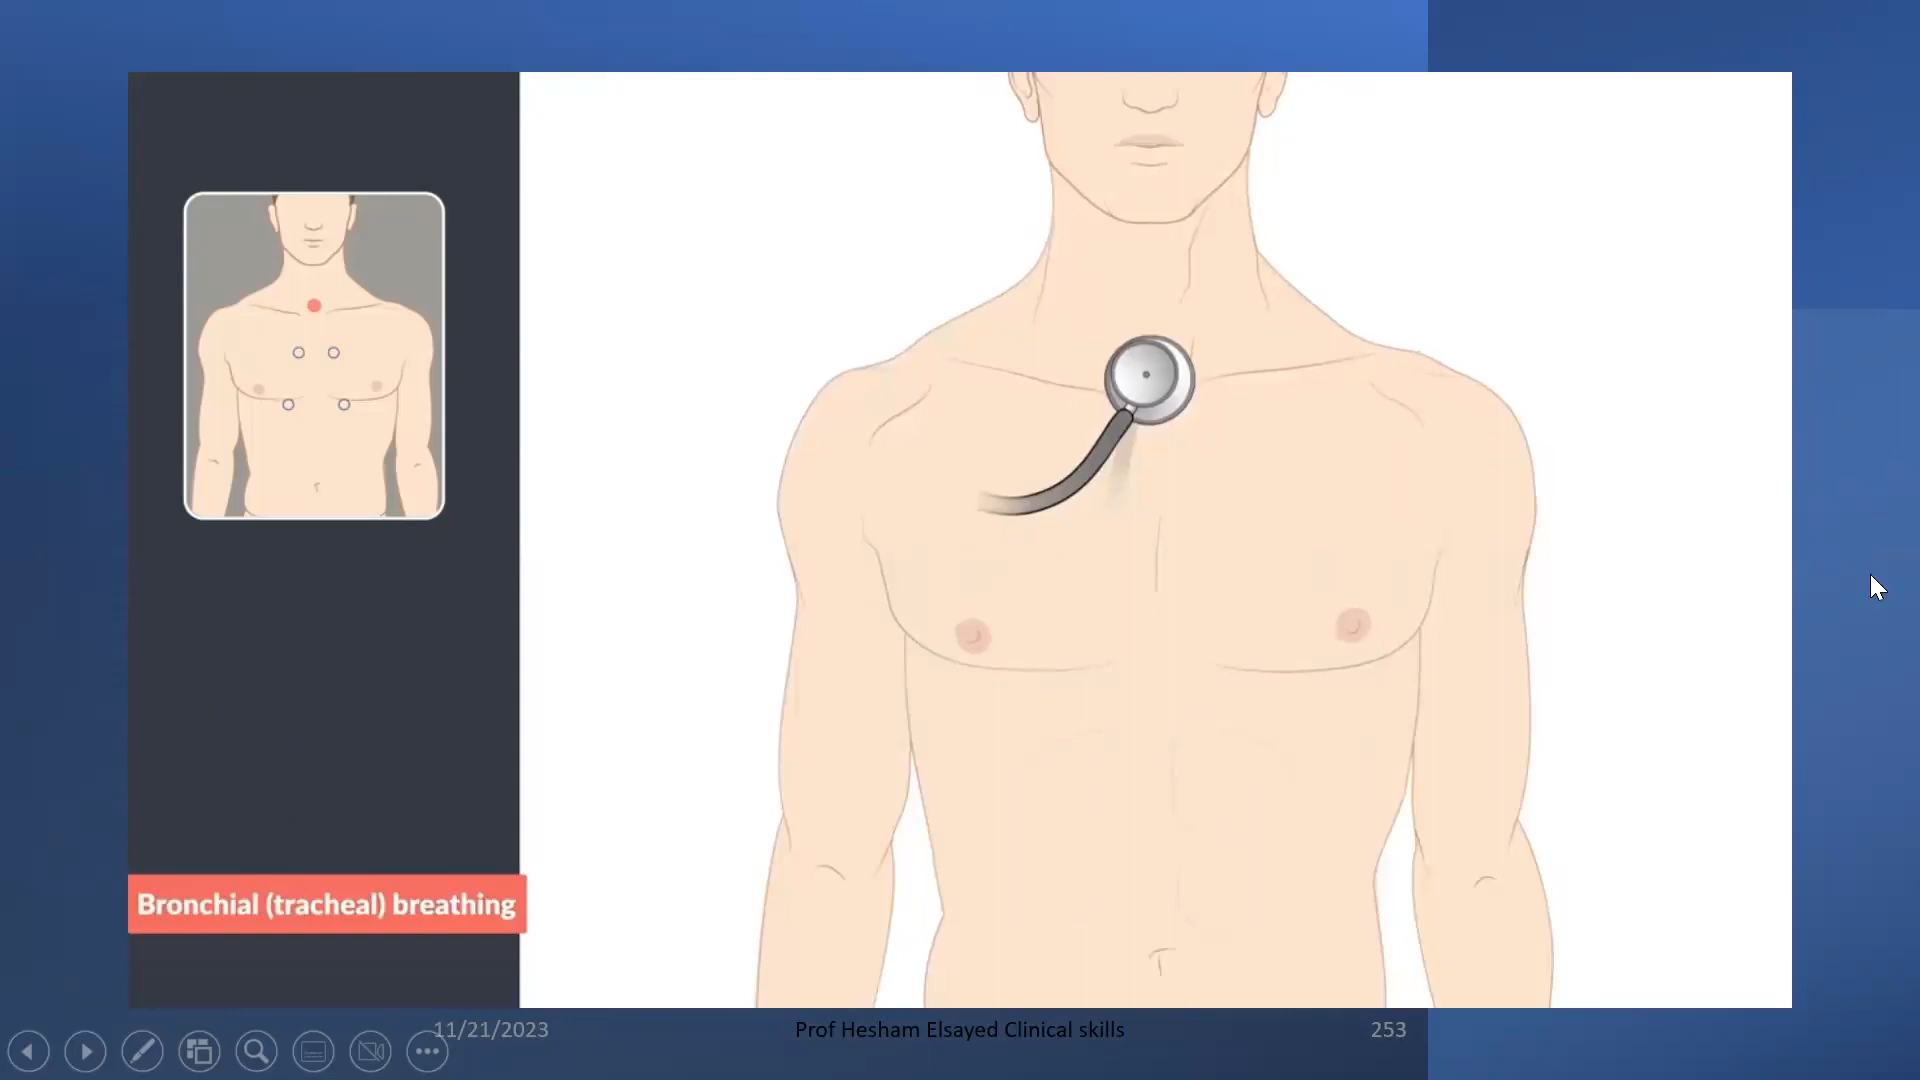 Bronchial (tracheal) breathing
11/21/2023
Prof Hesham Elsayed Clinical skills
253